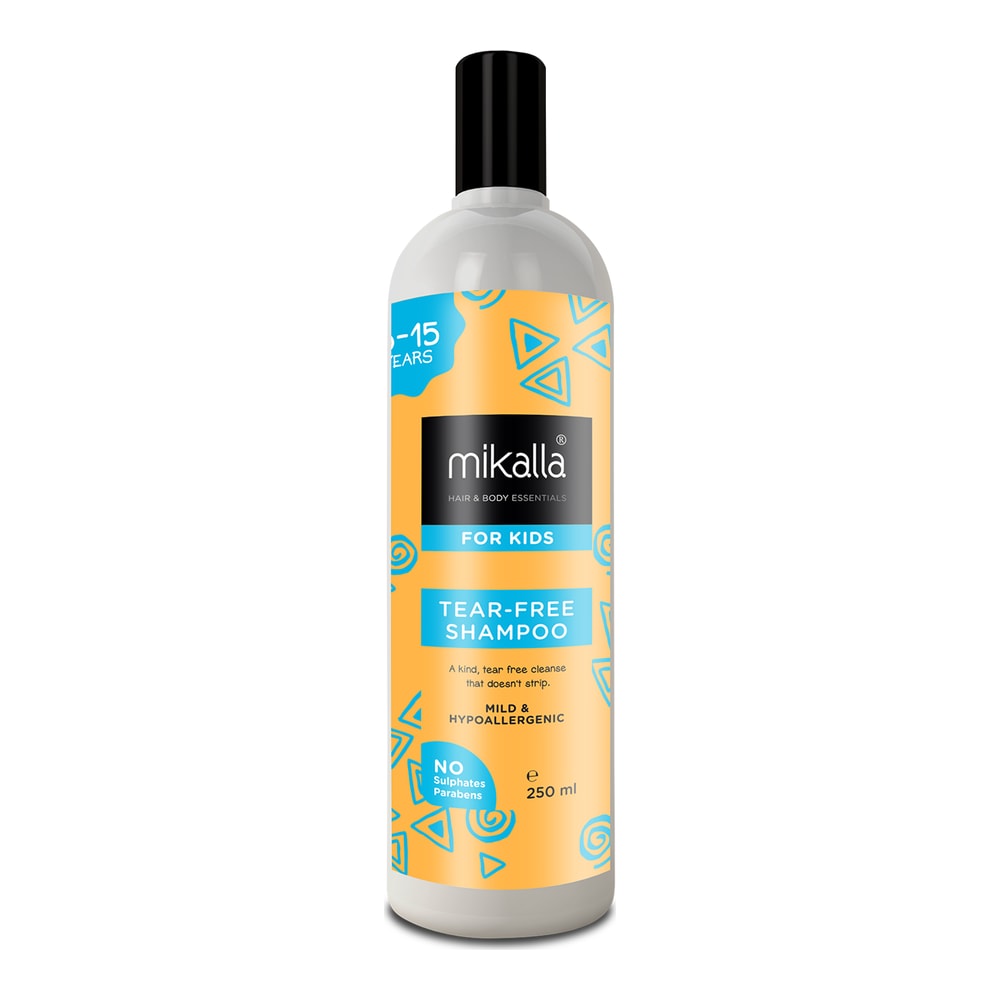 -15
YEARS
mikalla®
HAIR & BODY ESSENTIALS
FOR KIDS
TEAR-FREE
SHAMPOO
A kind, tear free cleanse
that doesn't strip.
MILD &
HYPOALLERGENIC
NO
Sulphates
Parabens
℮
250 ml